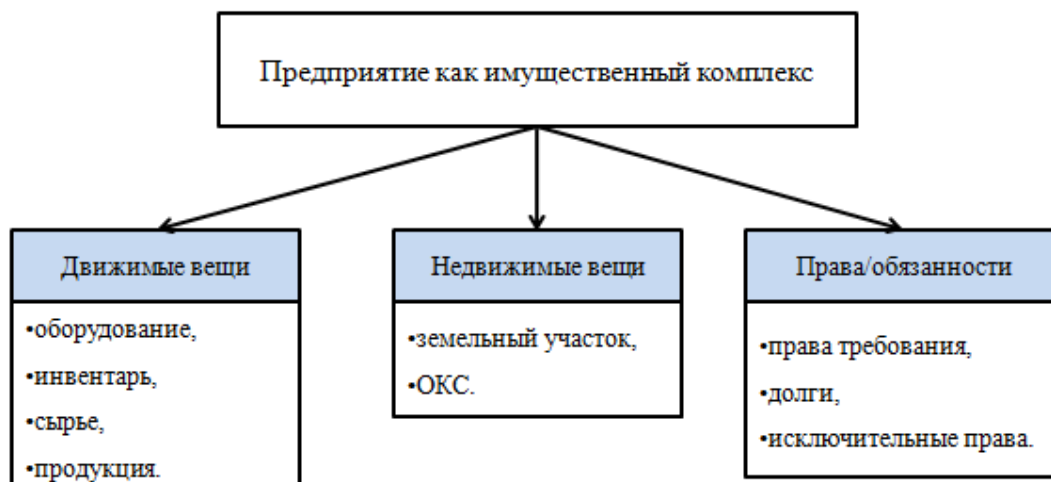 Предприятие как имущественный комплекс
Движимые вещи
•оборудование,
•инвентарь,
•сырье,
•продукция.
Недвижимые вещи
•земельный участок,
•ОКС.
Права/обязанности
•права требования,
•долги,
•исключительные права.